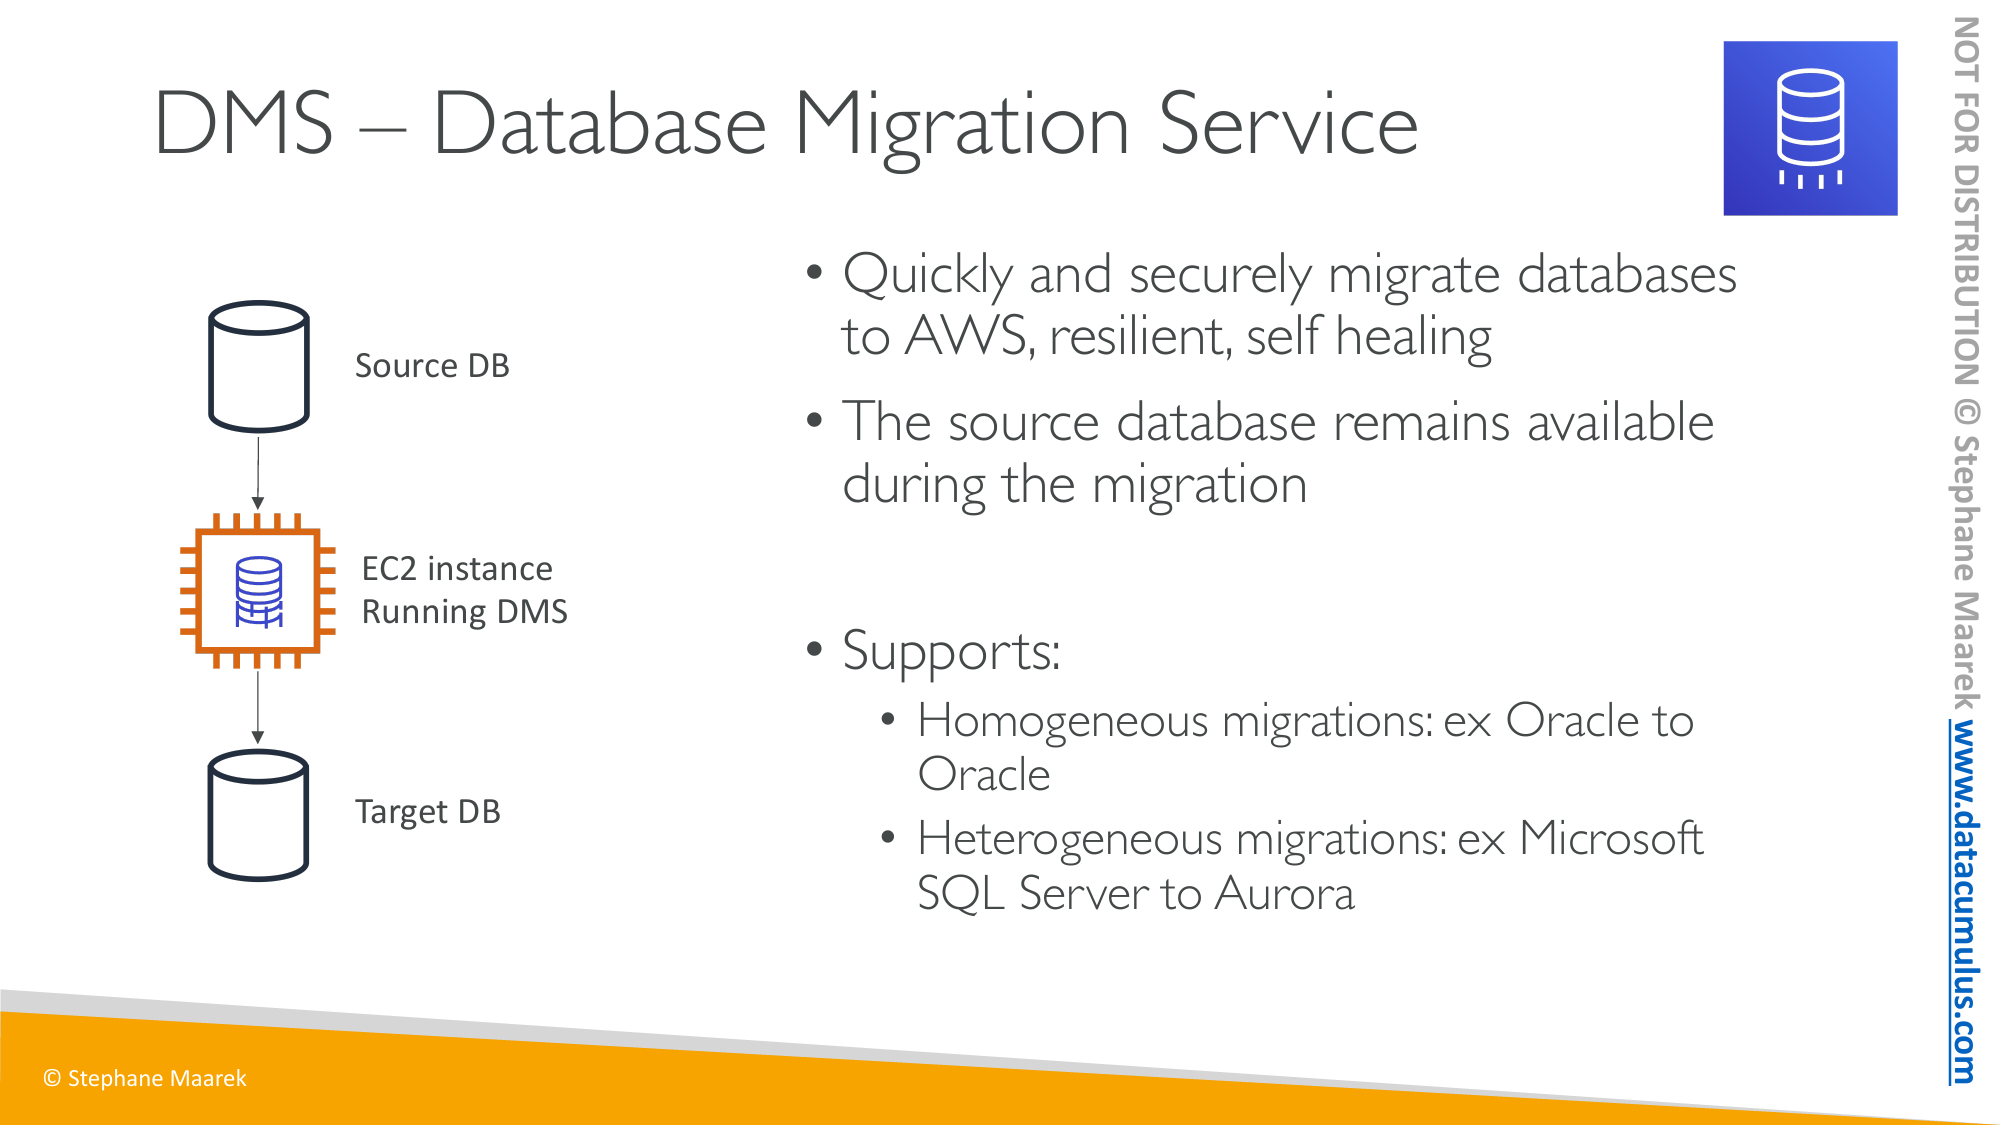 DMS – Database Migration Service
Source DB
EC2 instance
Running DMS
Target DB
• Quickly and securely migrate databases
to AWS, resilient, self healing
• The source database remains available
during the migration
• Supports:
• Homogeneous migrations: ex Oracle to
Oracle
• Heterogeneous migrations: ex Microsoft
SQL Server to Aurora
© Stephane Maarek
NOT FOR DISTRIBUTION © Stephane Maarek www.datacumulus.com